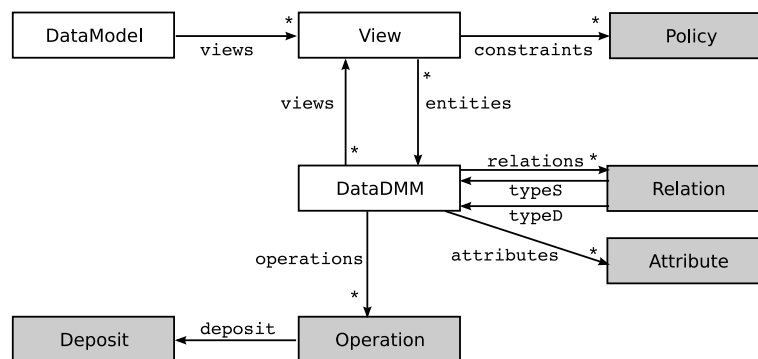 DataModel
views
*
View
constraints
*
Policy
views
*
entities
*
DataDMM
relations
*
typeS
typeD
Relation
operations
*
attributes
*
Attribute
Deposit
deposit
Operation